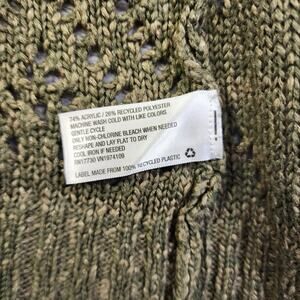 74% ACRYLIC / 26% RECYCLED POLYESTER
MACHINE WASH COLD WITH LIKE COLORS
GENTLE CYCLE
ONLY NON-CHLORINE BLEACH WHEN NEEDED
RESHAPE AND LAY FLAT TO DRY
COOL IRON IF NEEDED
RN17730 VN1974109
LABEL MADE FROM 100% RECYCLED PLASTIC